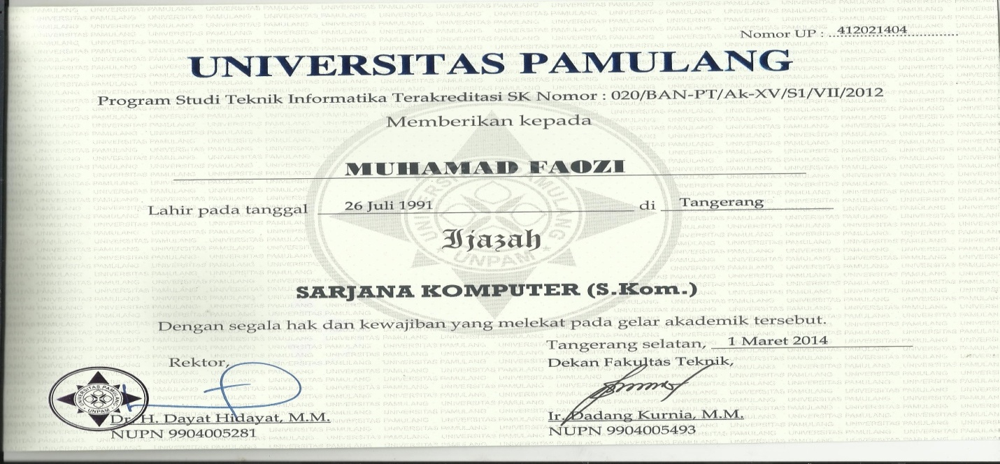 Nomor UP : 412021404
UNIVERSITAS PAMULANG
Program Studi Teknik Informatika Terakreditasi SK Nomor : 020/BAN-PT/Ak-XV/S1/VII/2012
Memberikan kepada
MUHAMAD FAOZI
Lahir pada tanggal 26 Juli 1991 di Tangerang
Ijazah
UNIVERSITAS PAMULANG
UNPAM
SARJANA KOMPUTER (S.Kom.)
Dengan segala hak dan kewajiban yang melekat pada gelar akademik tersebut.
Tangerang selatan, 1 Maret 2014
Rektor,
Dekan Fakultas Teknik,
UNIVERSITAS PAMULANG
UNPAM
Dr. H. Dayat Hidayat, M.M.
NUPN 9904005281
Ir. Dadang Kurnia, M.M.
NUPN 9904005493